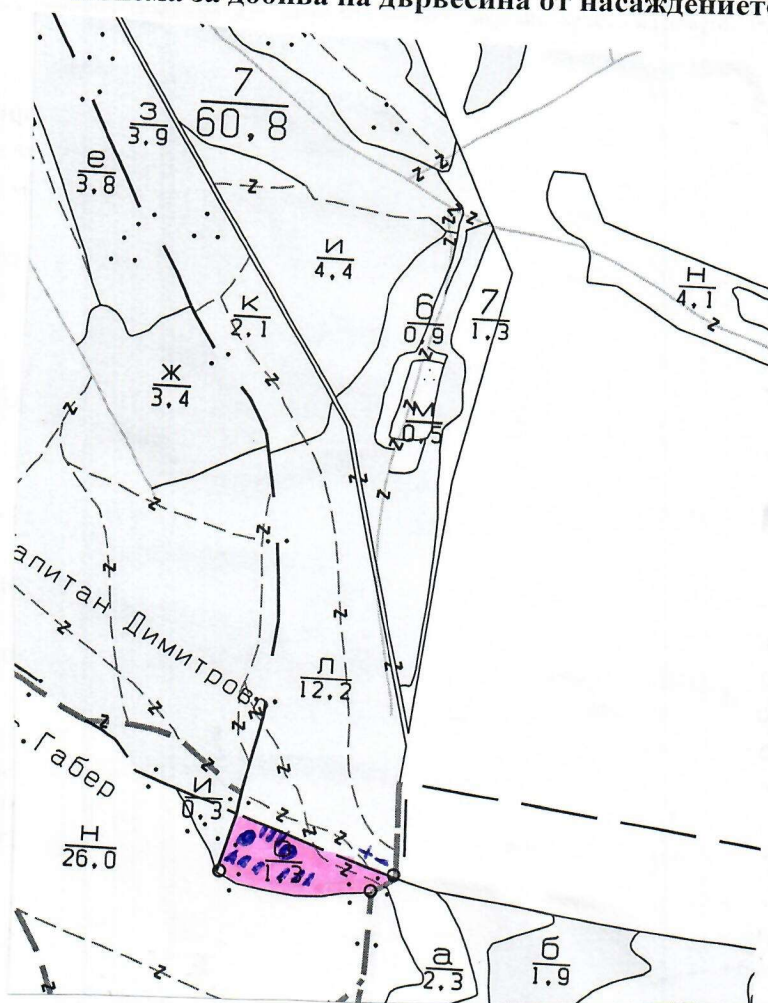 за добива на дървесина от насаждениет
7
60,8
З
3,9
е
3,8
и
4,4
Н
4,1
к
2,1
6
0,9
7
1,3
ж
3,4
М
0,5
апитан Димитрово
л
12,2
. Габер
И
0,3
Н
26,0
а
2,3
б
1,9